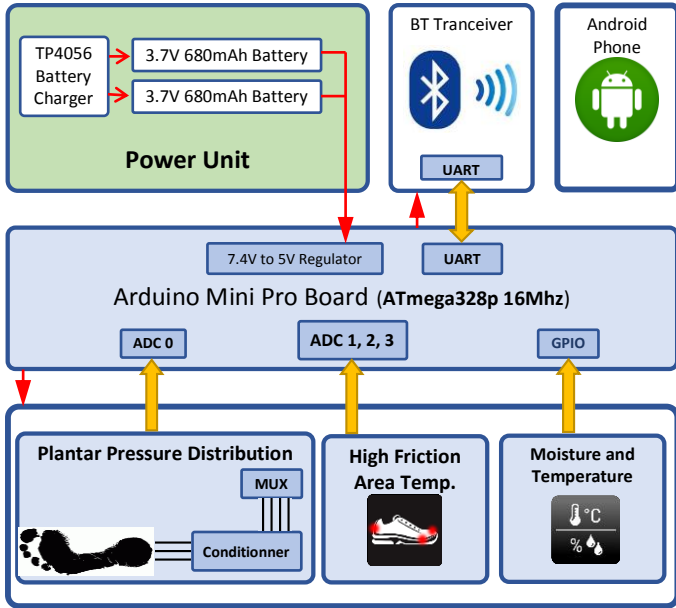 TP4056
Battery
Charger
3.7V 680mAh Battery
3.7V 680mAh Battery
Power Unit
BT Tranceiver
UART
Android
Phone
7.4V to 5V Regulator
UART
Arduino Mini Pro Board (ATmega328p 16Mhz)
ADC 0
ADC 1, 2, 3
GPIO
Plantar Pressure Distribution
MUX
Conditionner
High Friction
Area Temp.
Moisture and
Temperature
°C
%